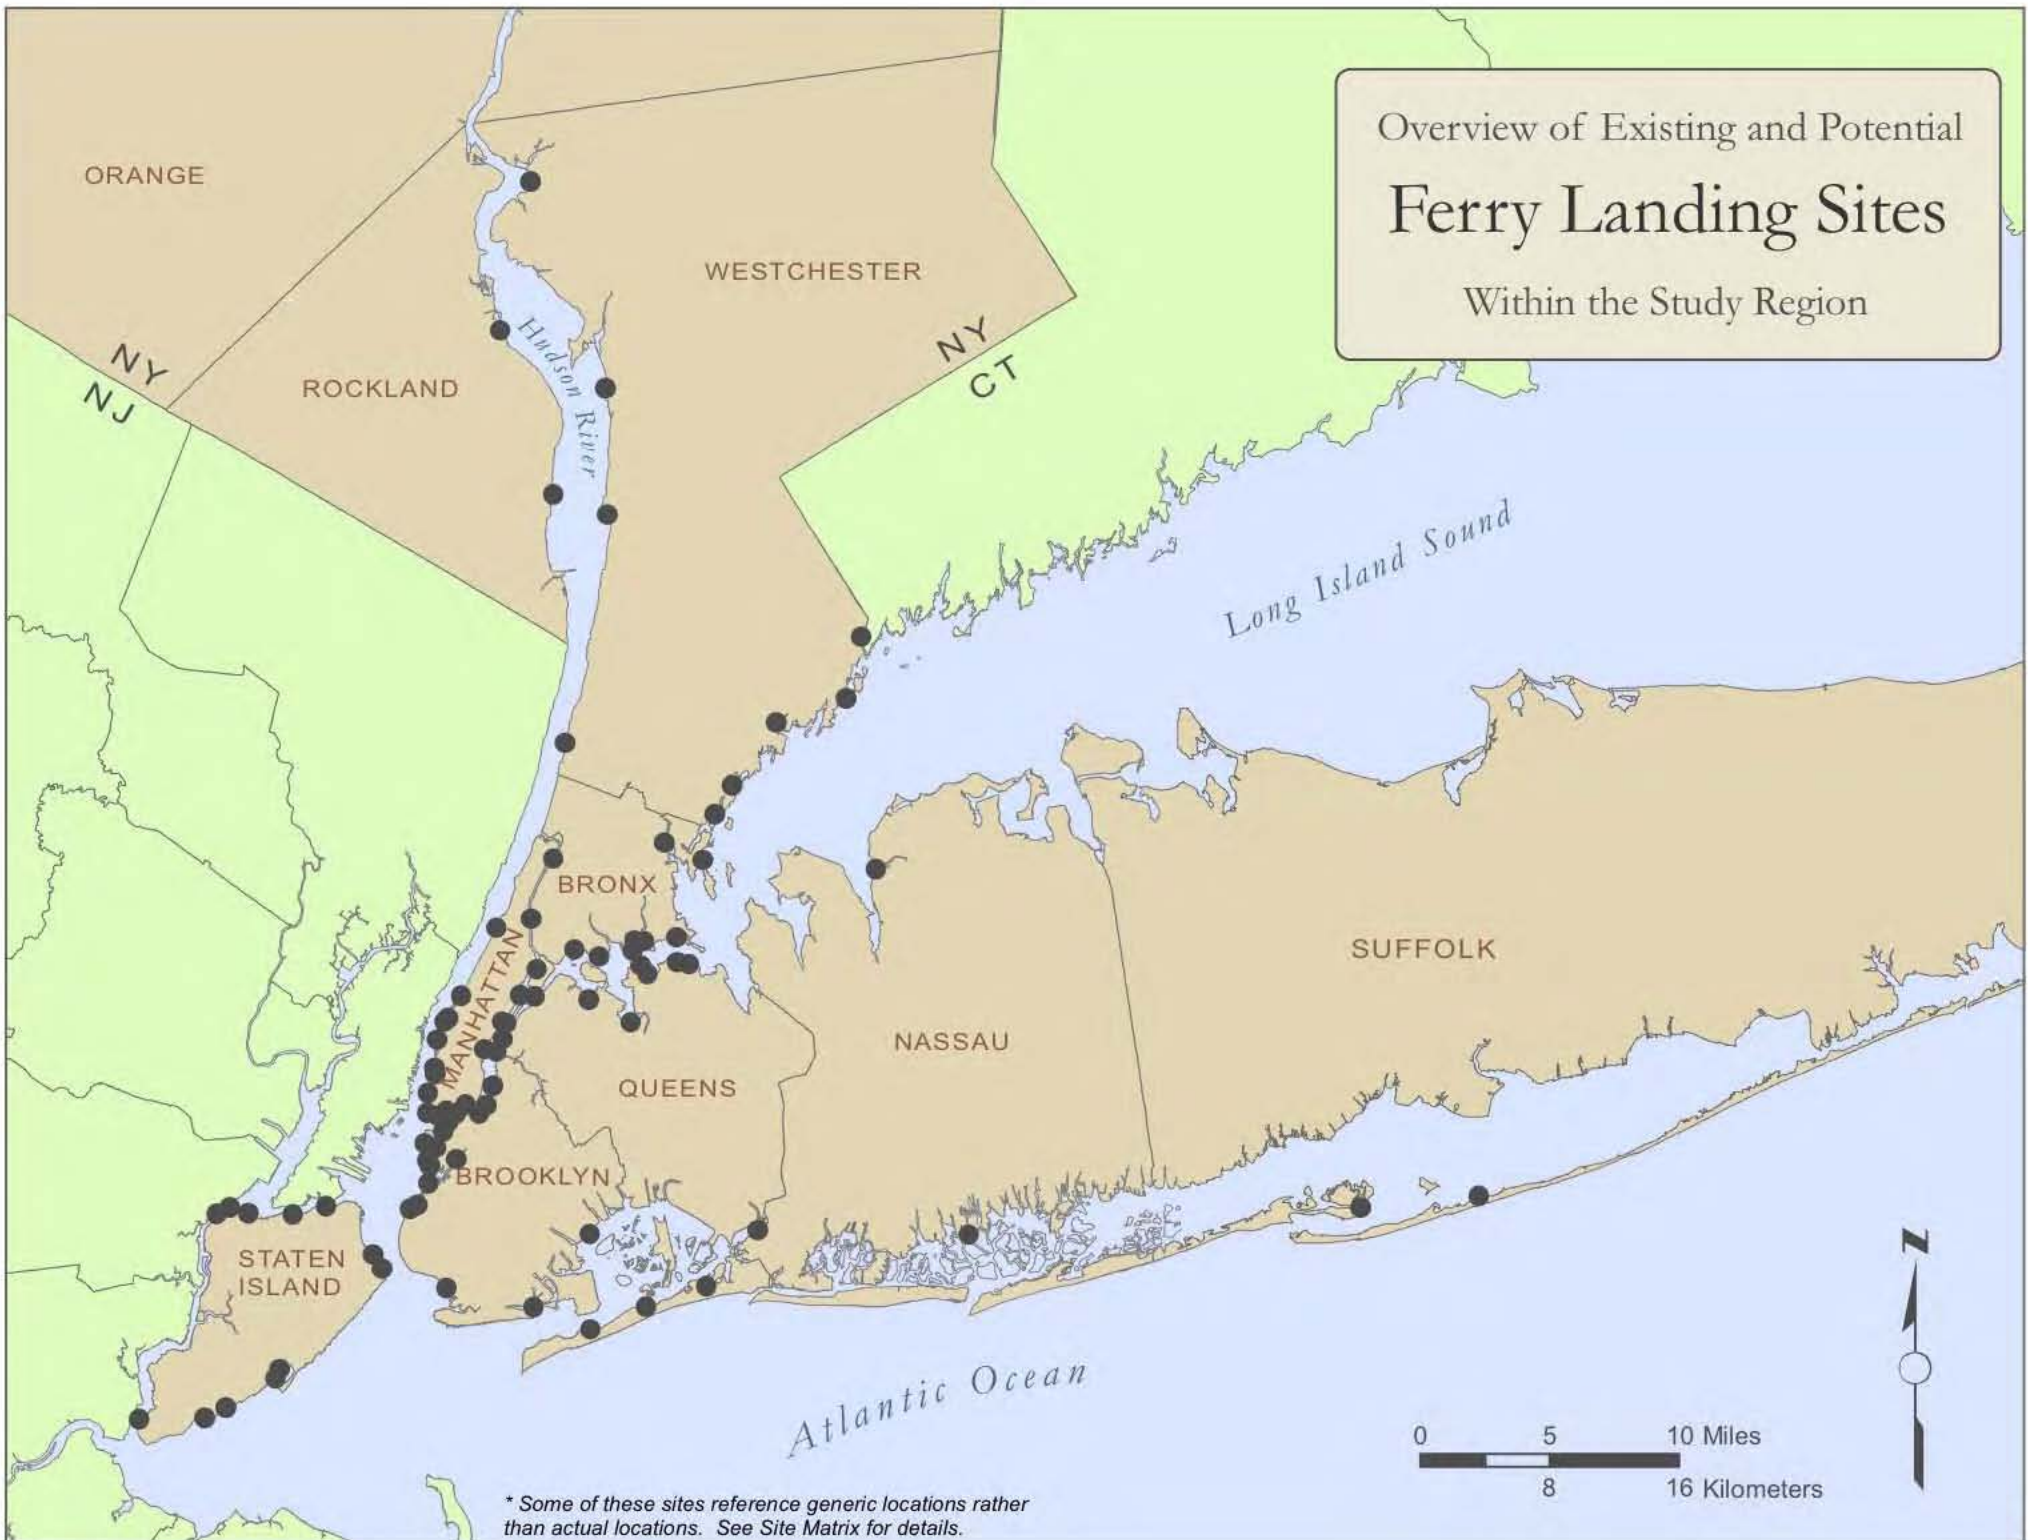 Overview of Existing and Potential
Ferry Landing Sites
Within the Study Region
ORANGE
WESTCHESTER
NY
CT
NY
NJ
ROCKLAND
Hudson River
Long Island Sound
BRONX
MANHATTAN
SUFFOLK
NASSAU
QUEENS
BROOKLYN
STATEN
ISLAND
N
Atlantic Ocean
0 5 10 Miles
8 16 Kilometers
* Some of these sites reference generic locations rather
than actual locations. See Site Matrix for details.